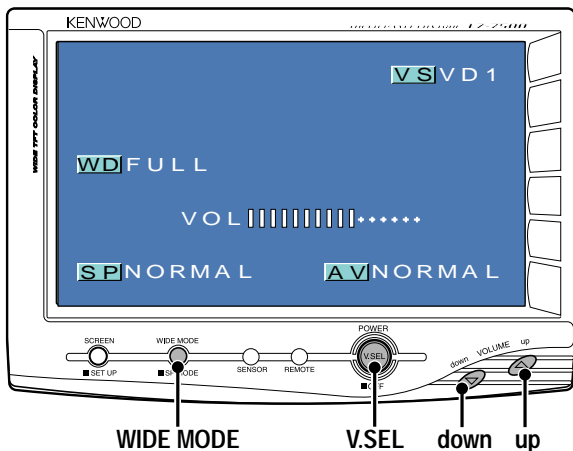 KENWOOD
WIDE TFT COLOR DISPLAY
VS VD1
WD FULL
VOL
SP NORMAL AV NORMAL
SCREEN WIDE MODE POWER
V.SEL
SENSOR REMOTE
■SET UP
■OFF
down VOLUME up
WIDE MODE V.SEL down up